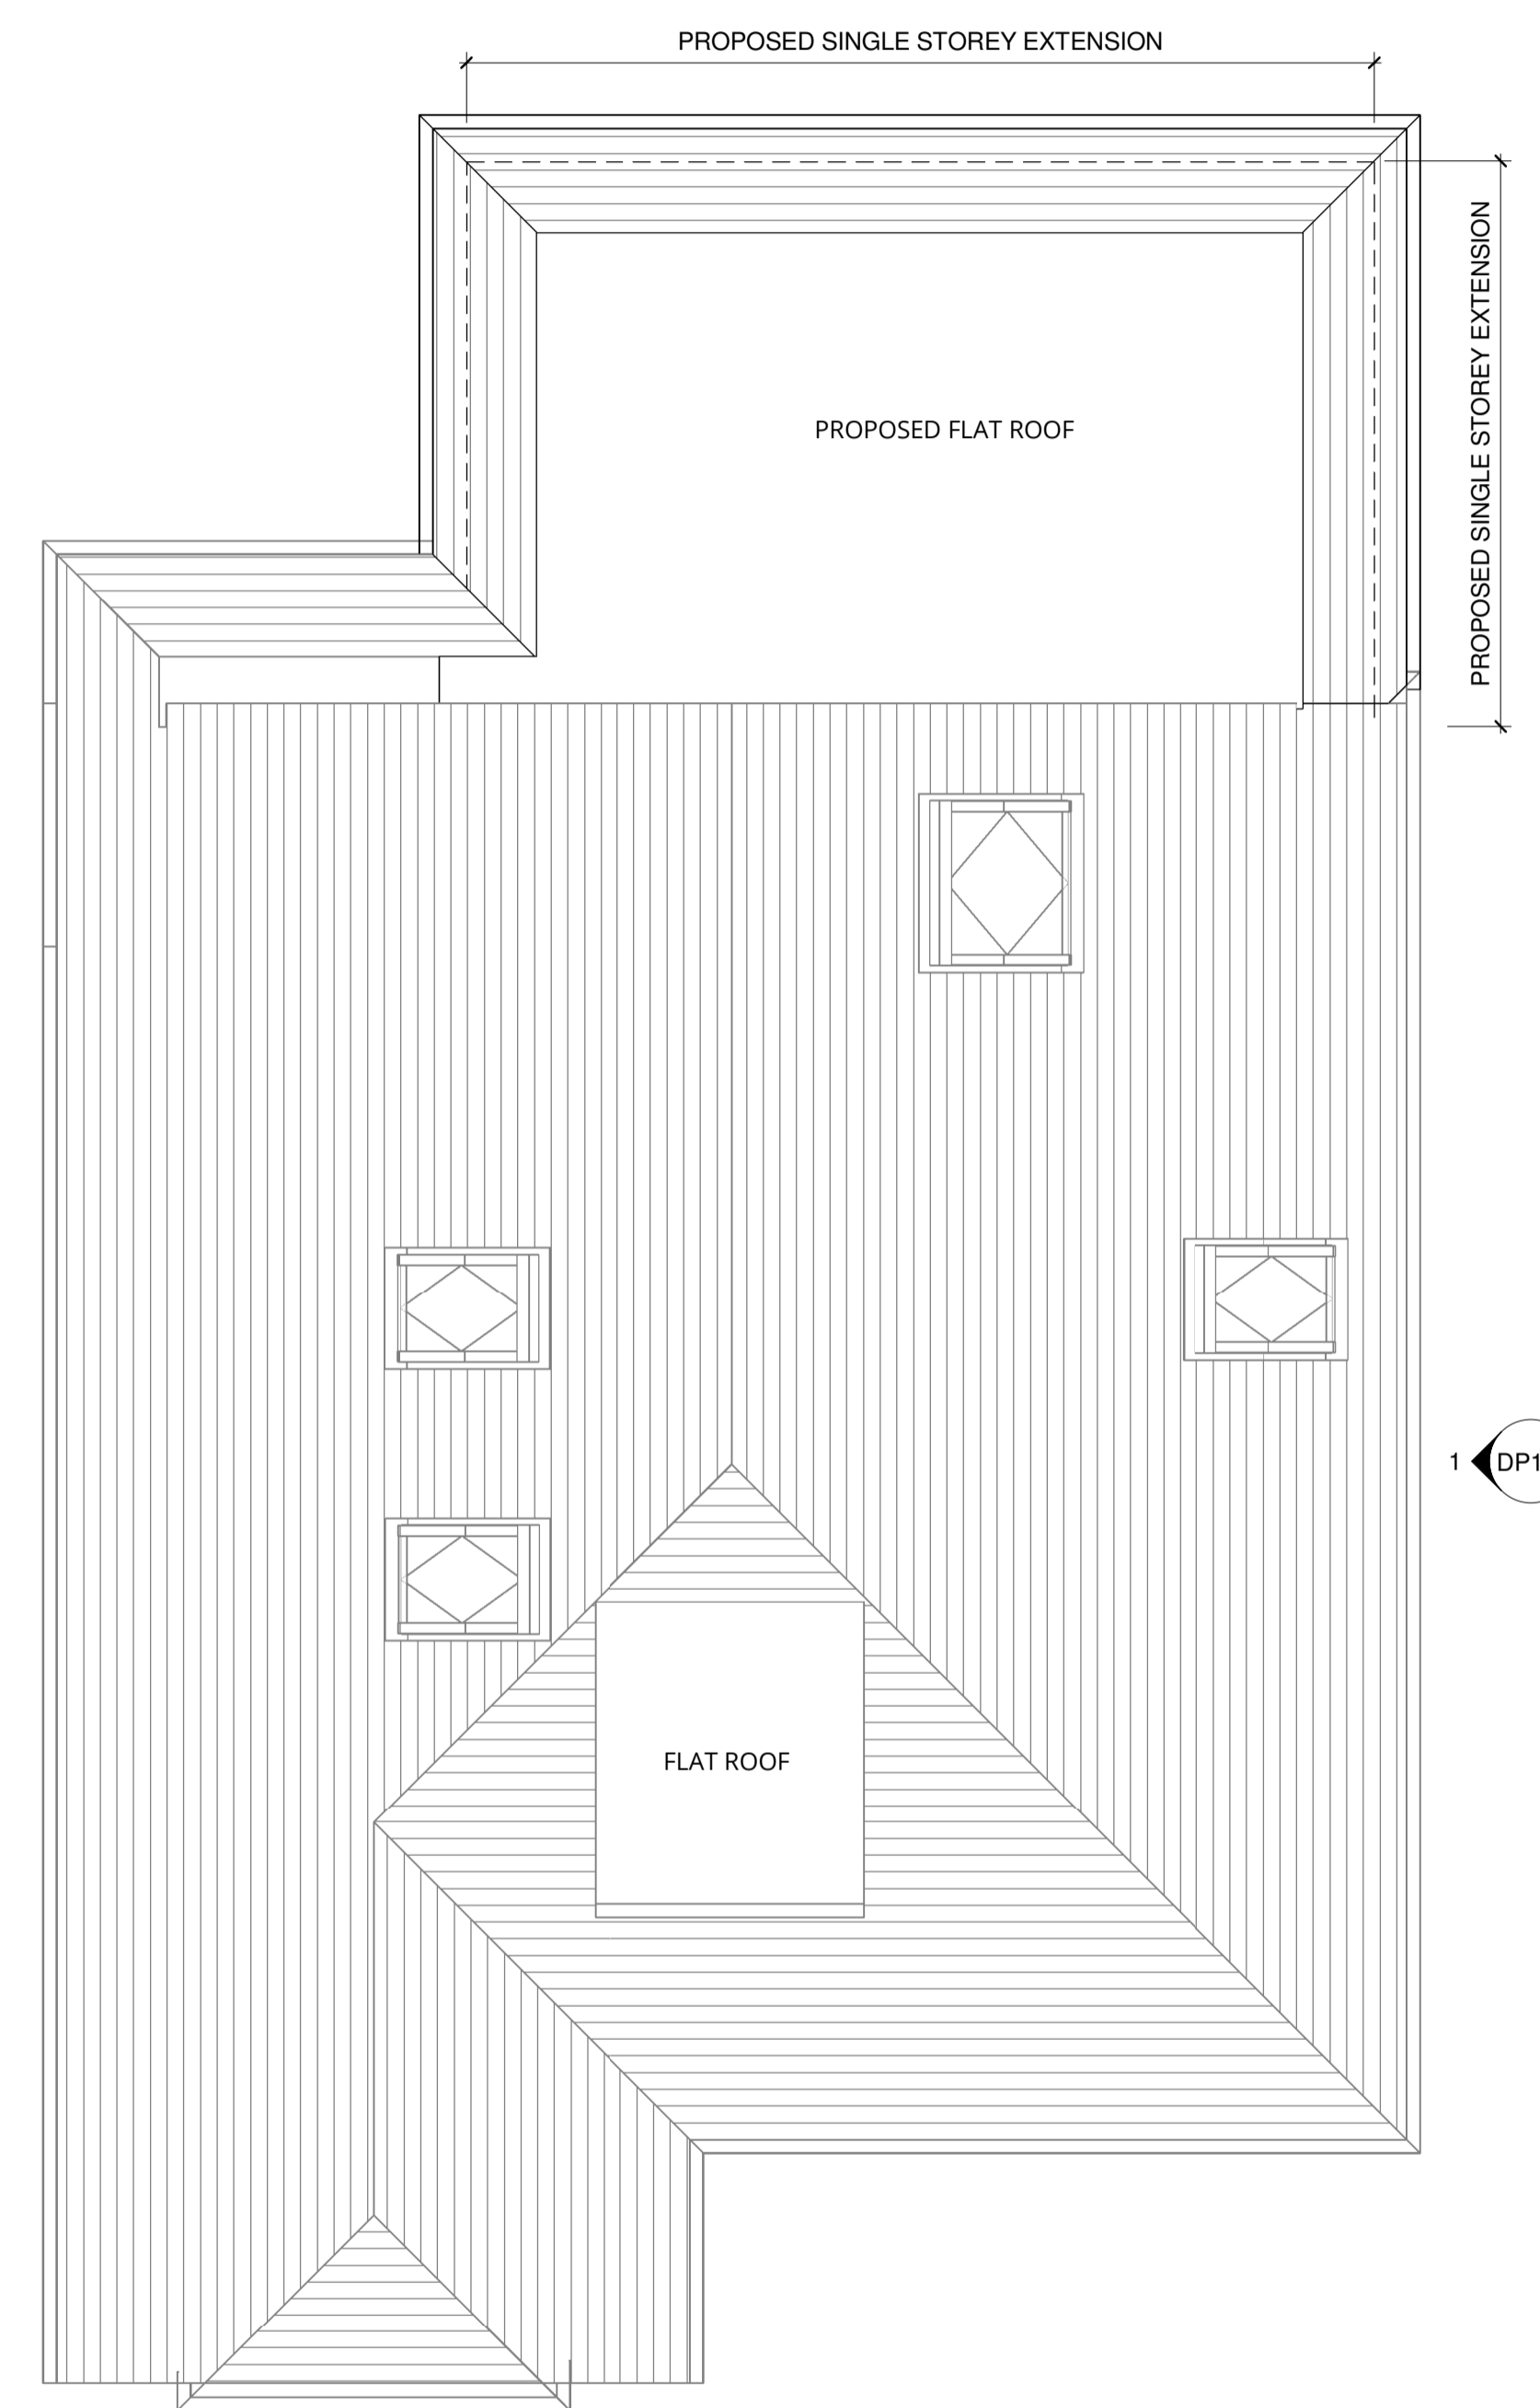 PROPOSED SINGLE STOREY EXTENSION
PROPOSED SINGLE STOREY EXTENSION
PROPOSED FLAT ROOF
1 DP1
FLAT ROOF